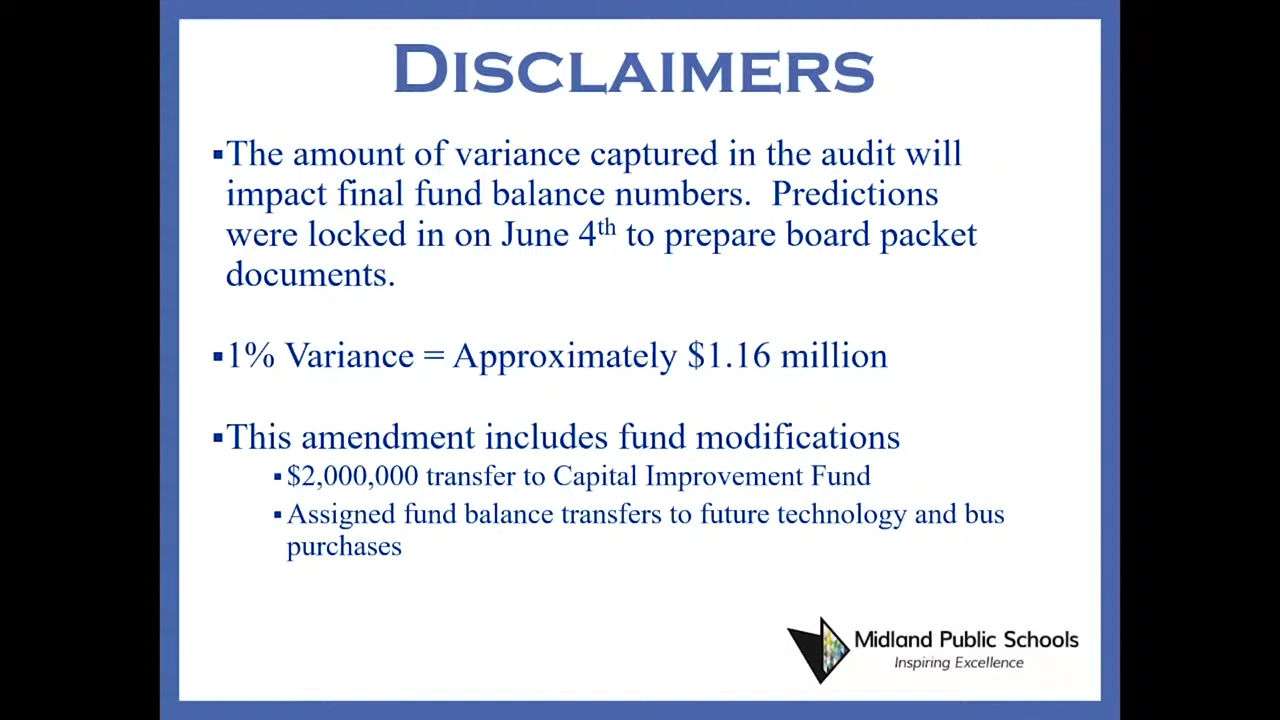 DISCLAIMERS
▪The amount of variance captured in the audit will
impact final fund balance numbers.  Predictions
were locked in on June 4th to prepare board packet
documents.
▪1% Variance = Approximately $1.16 million
▪This amendment includes fund modifications
▪$2,000,000 transfer to Capital Improvement Fund
▪Assigned fund balance transfers to future technology and bus
purchases
Midland Public Schools
Inspiring Excellence